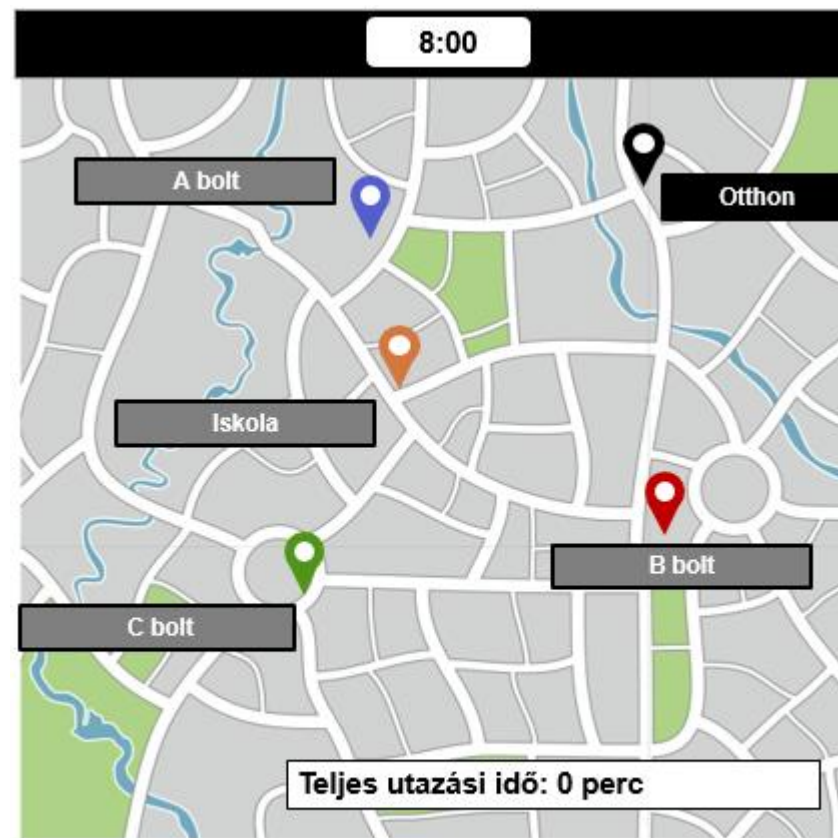 8:00
A bolt
Otthon
Iskola
B bolt
C bolt
Teljes utazási idő: 0 perc